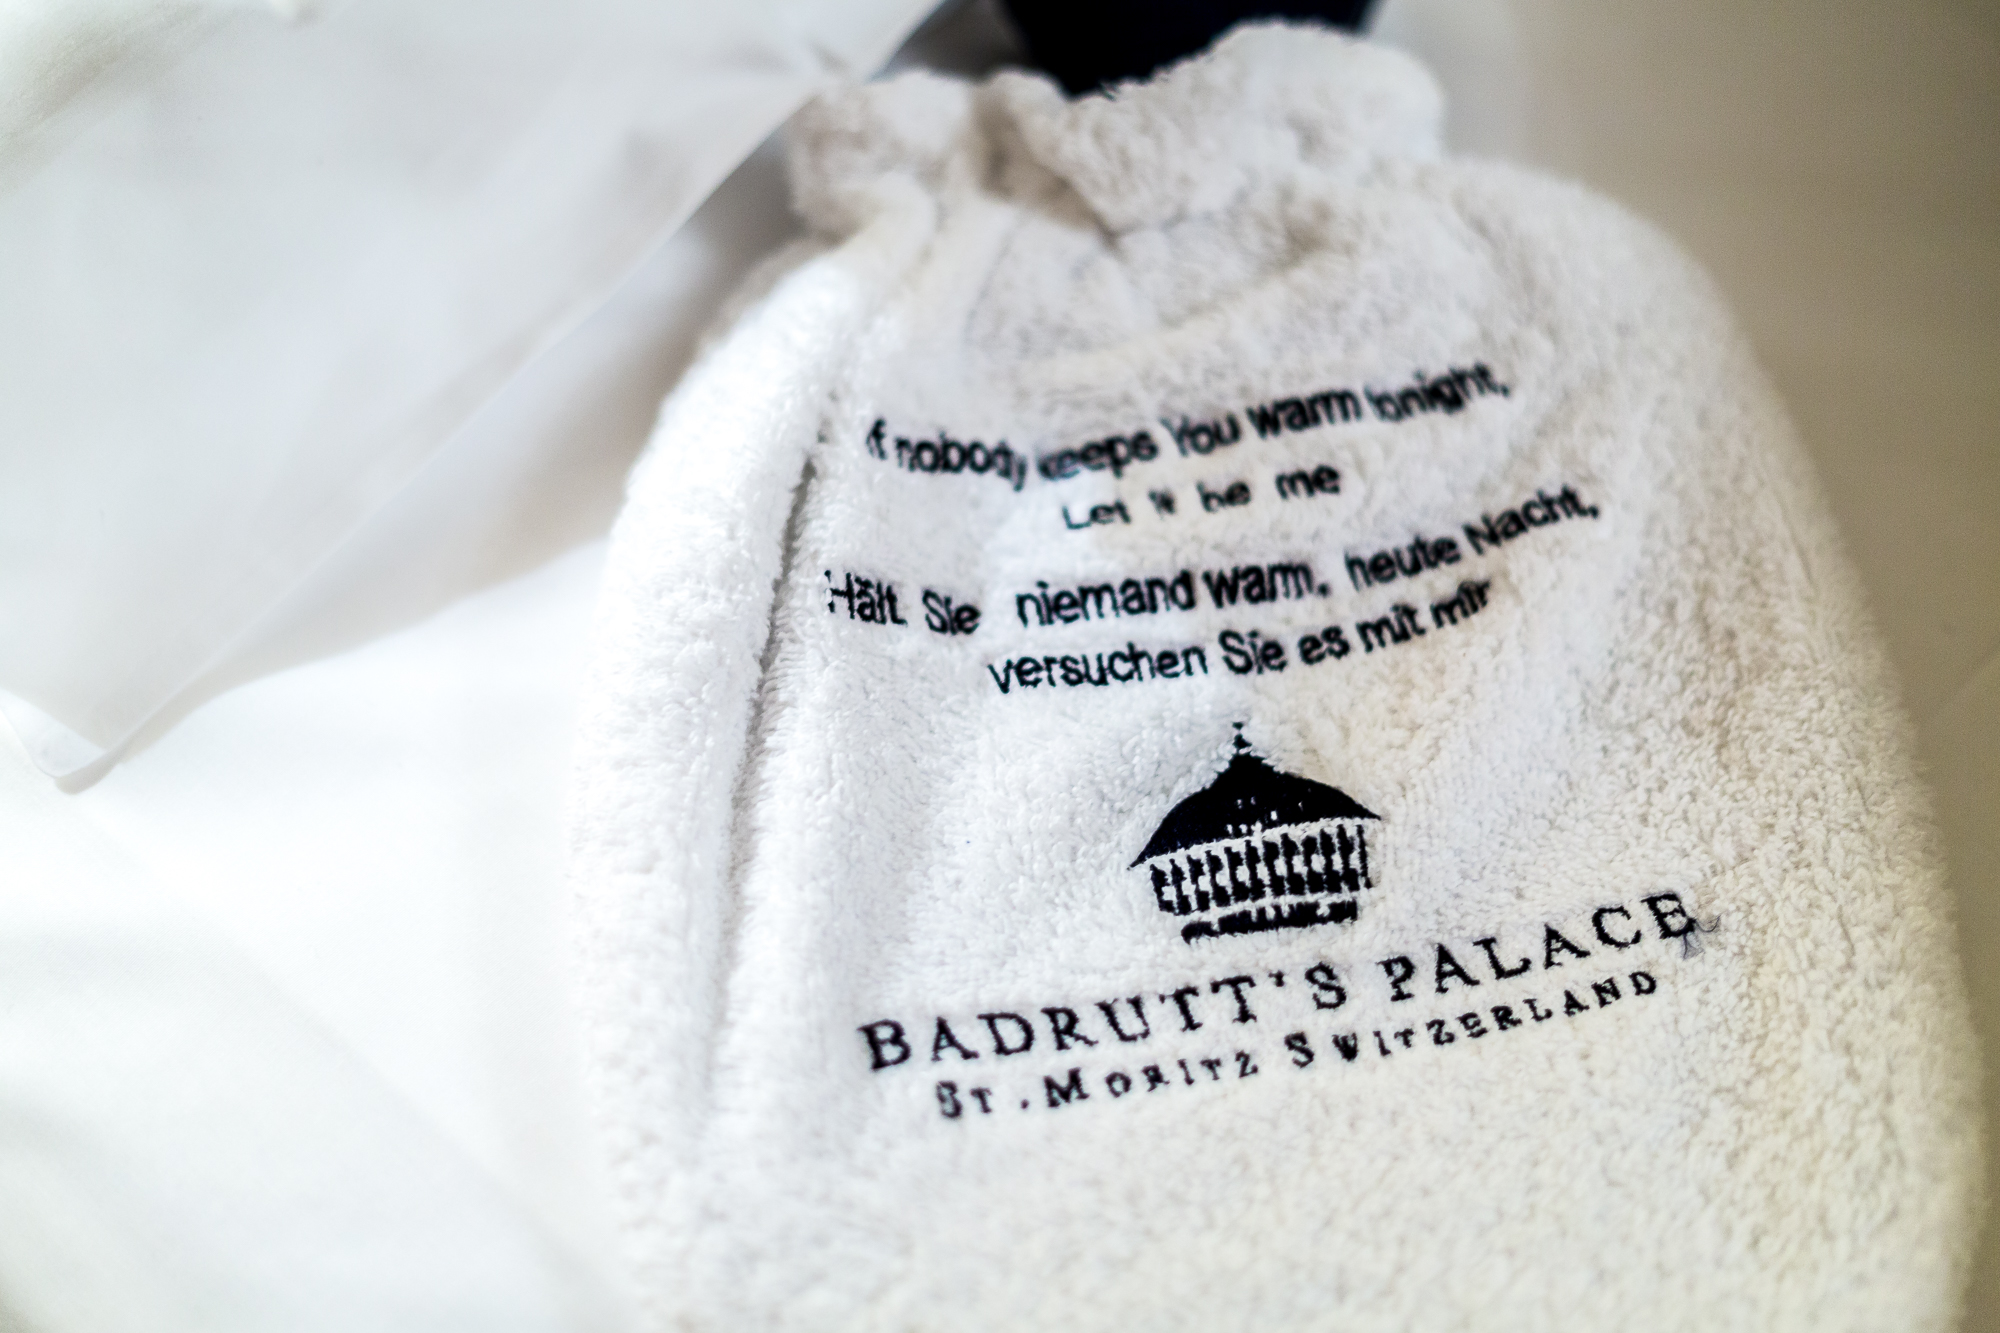 If nobody keeps You warm tonight,
Let it be me
Hält Sie niemand warm, heute Nacht,
versuchen Sie es mit mir
BADRUTT'S PALACE
ST. MORITZ SWITZERLAND